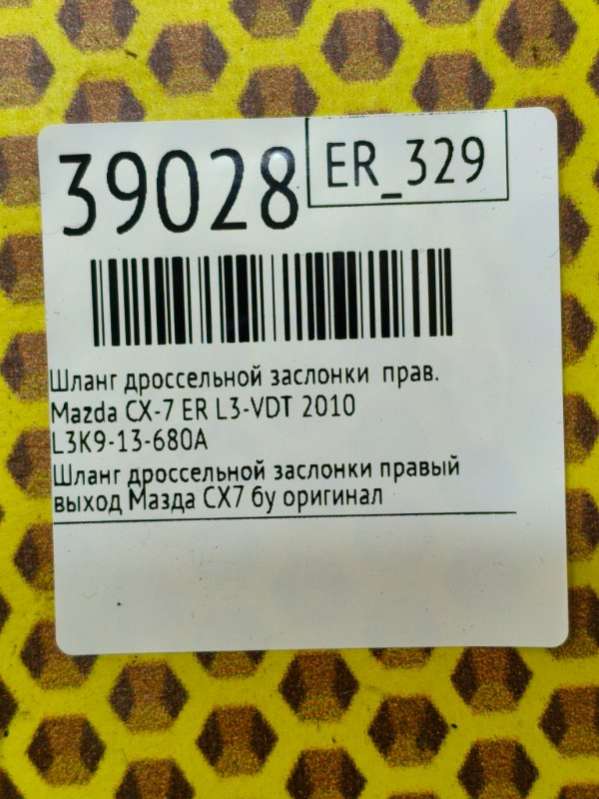 39028
ER_329
Шланг дроссельной заслонки прав.
Mazda CX-7 ER L3-VDT 2010
L3K9-13-680A
Шланг дроссельной заслонки правый
выход Мазда СХ7 бу оригинал